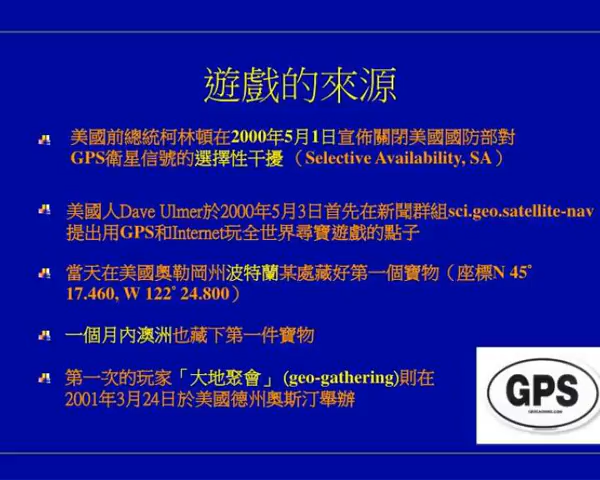 遊戲的來源
美國前總統柯林頓在2000年5月1日宣佈關閉美國國防部對
GPS衛星信號的選擇性干擾（Selective Availability, SA）
美國人Dave Ulmer於2000年5月3日首先在新聞群組sci.geo.satellite-nav
提出用GPS和Internet玩全世界尋寶遊戲的點子
當天在美國奧勒岡州波特蘭某處藏好第一個寶物（座標N 45°
17.460, W 122° 24.800）
一個月內澳洲也藏下第一件寶物
第一次的玩家「大地聚會」 (geo-gathering)則在
2001年3月24日於美國德州奧斯汀舉辦
GPS